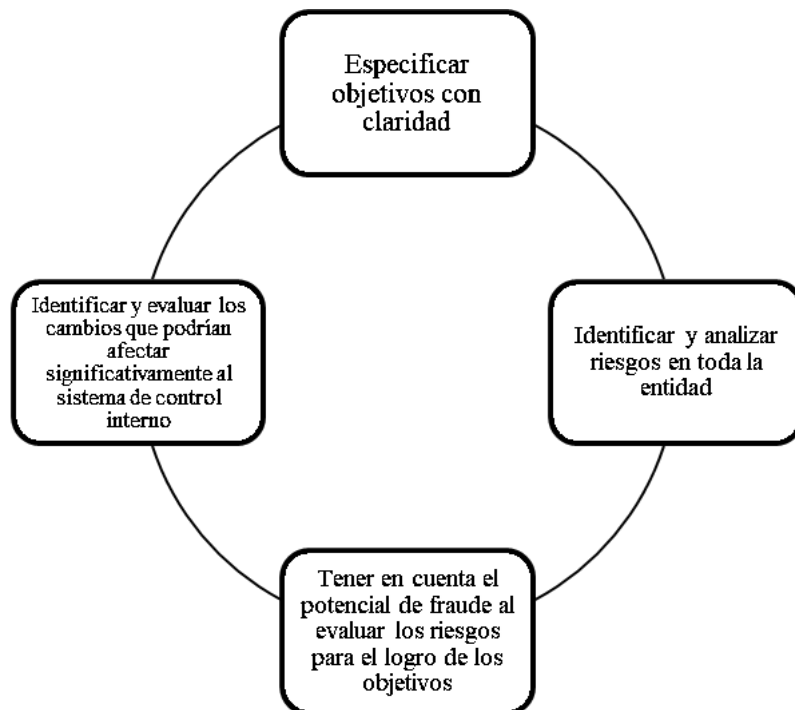 Especificar
objetivos con
claridad
Identificar y analizar
riesgos en toda la
entidad
Tener en cuenta el
potencial de fraude al
evaluar los riesgos
para el logro de los
objetivos
Identificar y evaluar los
cambios que podrían
afectar
significativamente al
sistema de control
interno